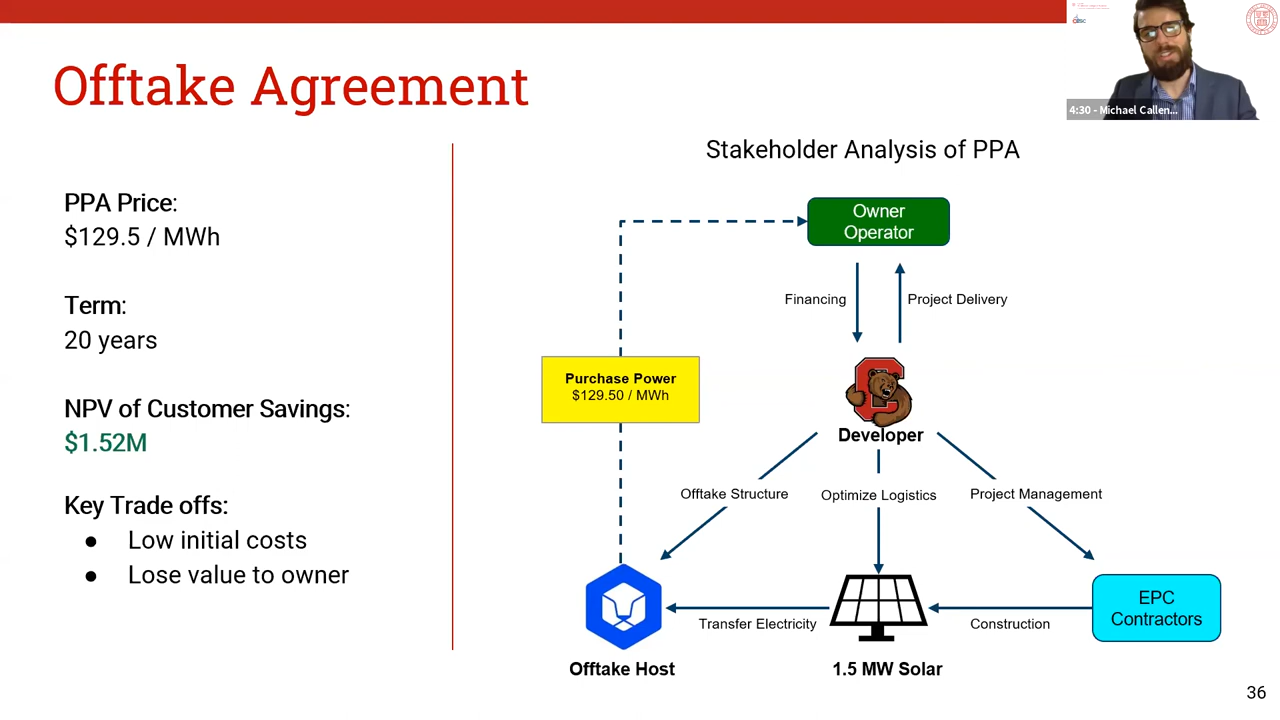 Offtake Agreement
4:30 - Michael Callen...
Stakeholder Analysis of PPA
PPA Price:
$129.5 / MWh
Term:
20 years
NPV of Customer Savings:
$1.52M
Key Trade offs:
● Low initial costs
● Lose value to owner
Owner
Operator
Financing
Project Delivery
Purchase Power
$129.50 / MWh
Developer
Offtake Structure
Optimize Logistics
Project Management
EPC
Contractors
Transfer Electricity
Construction
Offtake Host
1.5 MW Solar
36